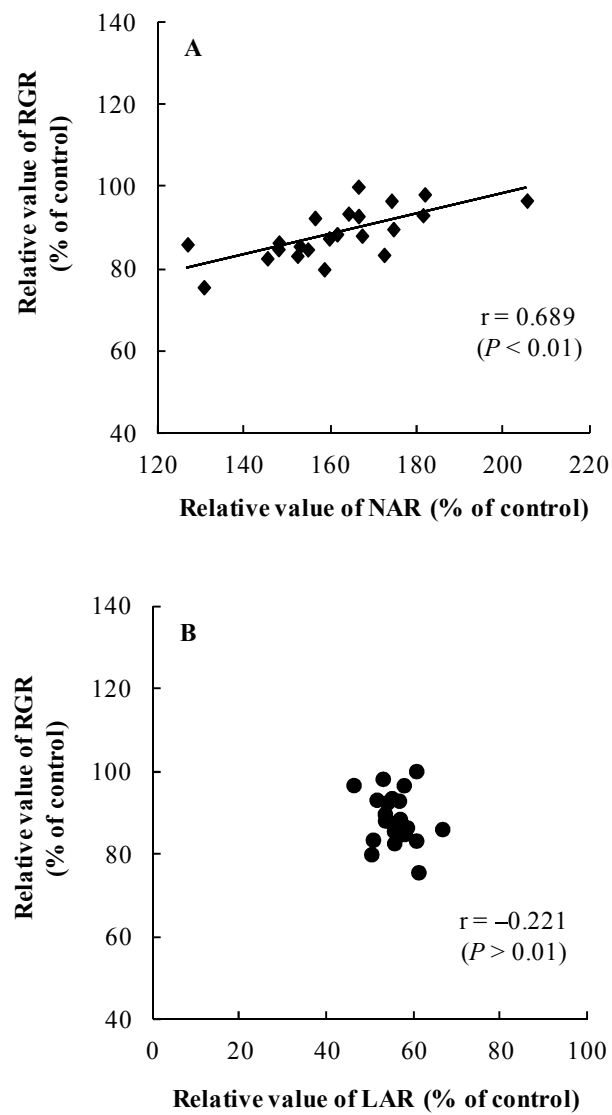 A
Relative value of RGR
(% of control)
140
120
100
80
60
40
r = 0.689
(P < 0.01)
120 140 160 180 200 220
Relative value of NAR (% of control)
B
Relative value of RGR
(% of control)
140
120
100
80
60
40
r = –0.221
(P > 0.01)
0 20 40 60 80 100
Relative value of LAR (% of control)